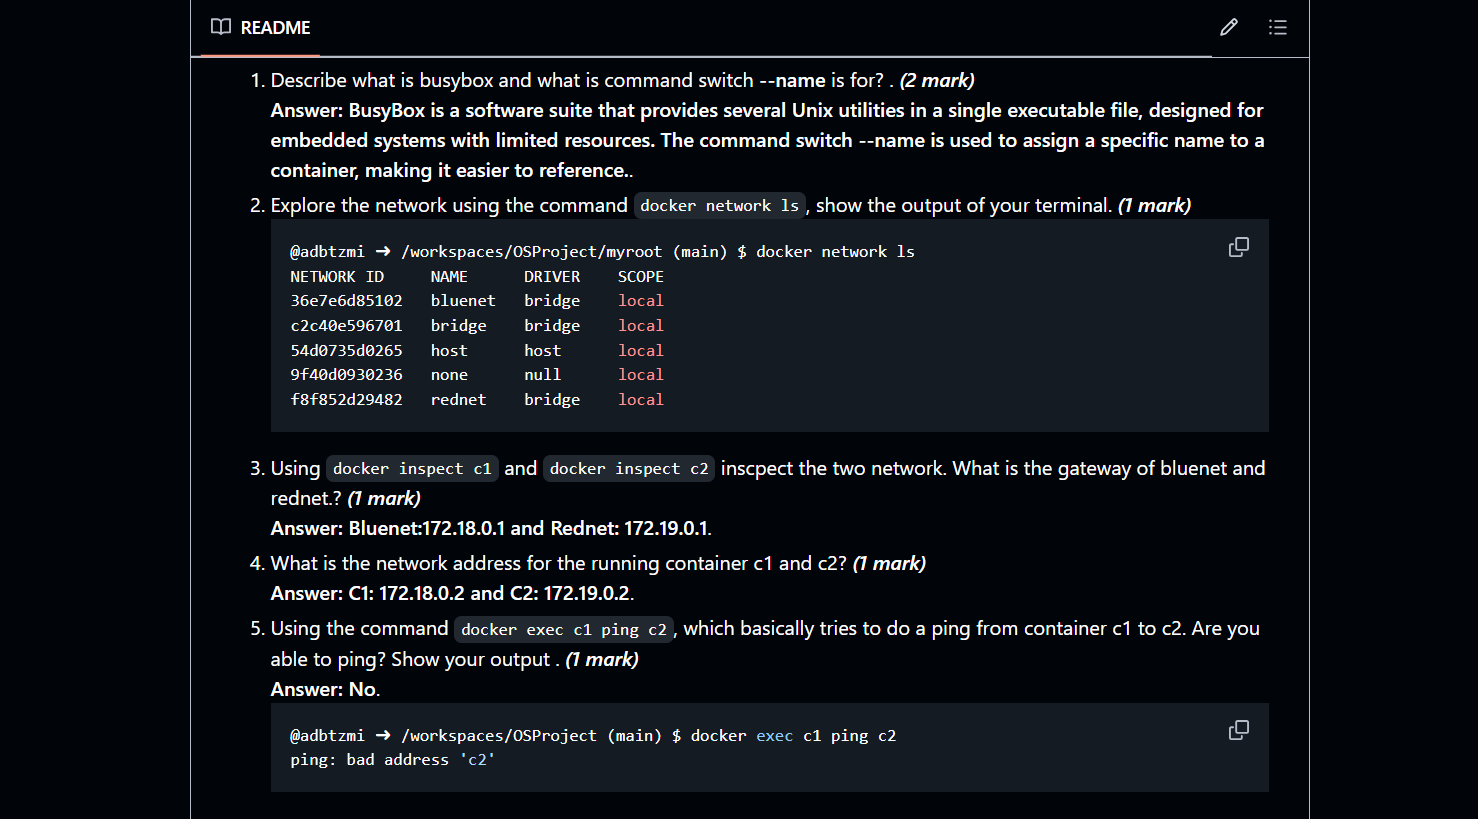 README
1. Describe what is busybox and what is command switch --name is for? . (2 mark)
Answer: BusyBox is a software suite that provides several Unix utilities in a single executable file, designed for
embedded systems with limited resources. The command switch --name is used to assign a specific name to a
container, making it easier to reference..
2. Explore the network using the command docker network ls, show the output of your terminal. (1 mark)
@adbtzmi ➜ /workspaces/OSProject/myroot (main) $ docker network ls
NETWORK ID     NAME      DRIVER    SCOPE
36e7e6d85102   bluenet   bridge    local
c2c40e596701   bridge    bridge    local
54d0735d0265   host      host      local
9f40d0930236   none      null      local
f8f852d29482   rednet    bridge    local
3. Using docker inspect c1 and docker inspect c2 inscpect the two network. What is the gateway of bluenet and
rednet.? (1 mark)
Answer: Bluenet:172.18.0.1 and Rednet: 172.19.0.1.
4. What is the network address for the running container c1 and c2? (1 mark)
Answer: C1: 172.18.0.2 and C2: 172.19.0.2.
5. Using the command docker exec c1 ping c2, which basically tries to do a ping from container c1 to c2. Are you
able to ping? Show your output . (1 mark)
Answer: No.
@adbtzmi ➜ /workspaces/OSProject (main) $ docker exec c1 ping c2
ping: bad address 'c2'